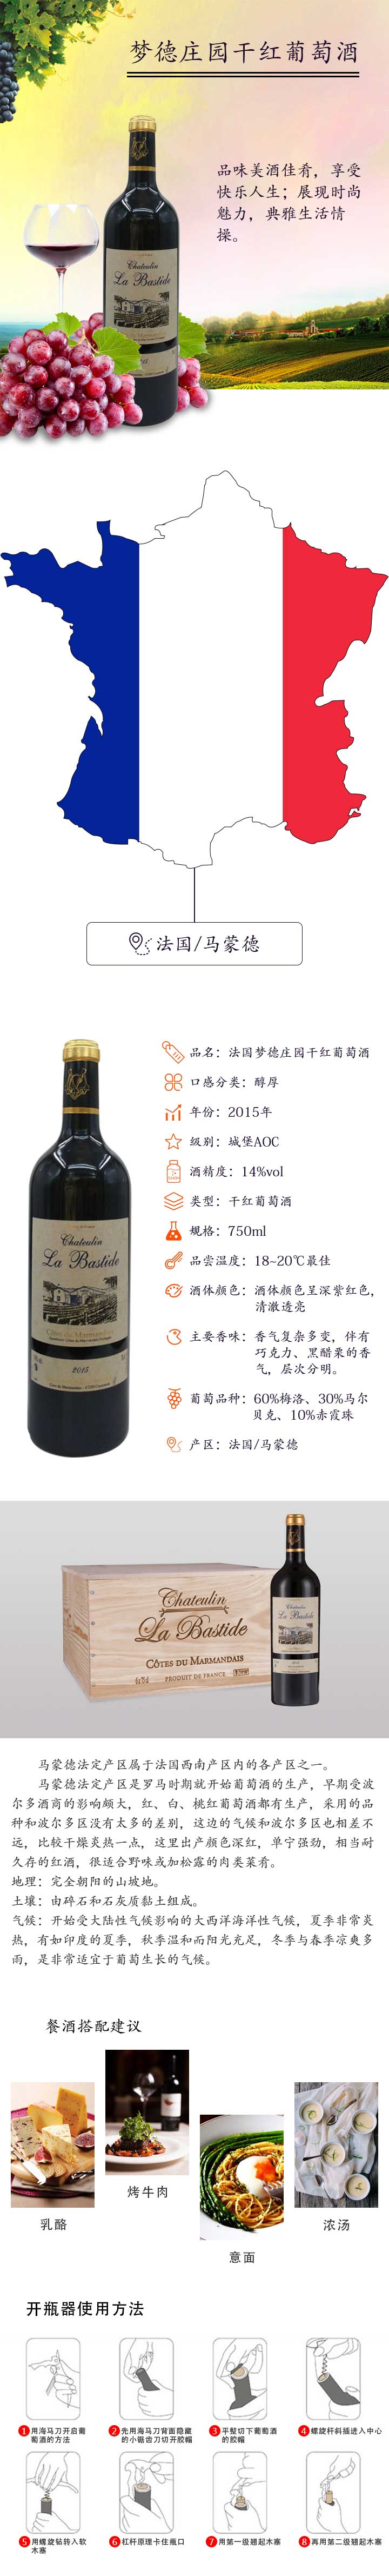 梦德庄园干红葡萄酒
品味美酒佳肴，享受
快乐人生；展现时尚
魅力，典雅生活情
操。
Chateulin
La Bastide
法国/马蒙德
品名：法国梦德庄园干红葡萄酒
口感分类：醇厚
年份：2015年
级别：城堡AOC
酒精度：14%vol
类型：干红葡萄酒
规格：750ml
品尝温度：18~20℃最佳
酒体颜色：酒体颜色呈深紫红色，
清澈透亮
主要香味：香气复杂多变，伴有
巧克力、黑醋栗的香
气，层次分明。
葡萄品种：60%梅洛、30%马尔
贝克、10%赤霞珠
产区：法国/马蒙德
Chateulin
La Bastide
2015
Chateulin
La Bastide
CÔTES DU MARMANDAIS
PRODUIT DE FRANCE
Chateulin
La Bastide
马蒙德法定产区属于法国西南产区内的各产区之一。
马蒙德法定产区是罗马时期就开始葡萄酒的生产，早期受波
尔多酒商的影响颇大，红、白、桃红葡萄酒都有生产，采用的品
种和波尔多区没有太多的差别，这边的气候和波尔多区也相差不
远，比较干燥炎热一点，这里出产颜色深红，单宁强劲，相当耐
久存的红酒，很适合野味或加松露的肉类菜肴。
地理：完全朝阳的山坡地。
土壤：由碎石和石灰质黏土组成。
气候：开始受大陆性气候影响的大西洋海洋性气候，夏季非常炎
热，有如印度的夏季，秋季温和而阳光充足，冬季与春季凉爽多
雨，是非常适宜于葡萄生长的气候。
餐酒搭配建议
乳酪
烤牛肉
意面
浓汤
开瓶器使用方法
1 用海马刀开启葡
萄酒的方法
2 先用海马刀背面隐藏
的小锯齿刀切开胶帽
3 平整切下葡萄酒
的胶帽
4 螺旋杆斜插进入中心
5 用螺旋钻转入软
木塞
6 杠杆原理卡住瓶口
7 用第一级翘起木塞
8 再用第二级翘起木塞